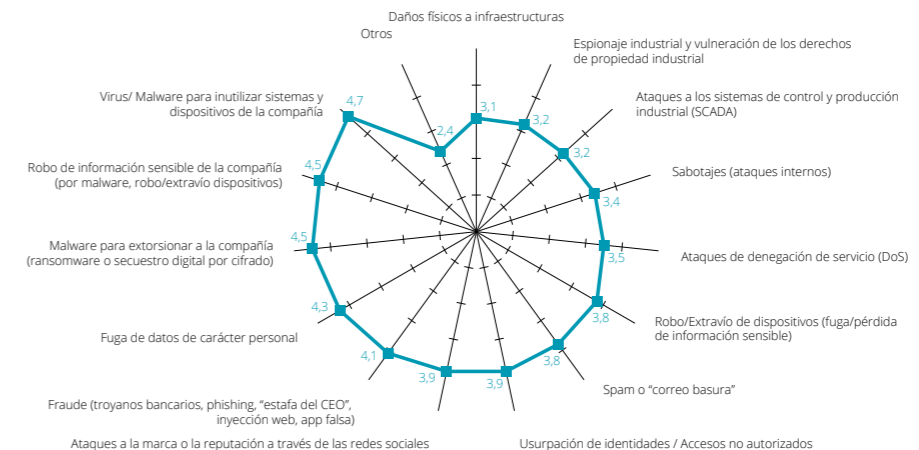 Daños físicos a infraestructuras
Otros
Espionaje industrial y vulneración de los derechos
de propiedad industrial
Virus/ Malware para inutilizar sistemas y
dispositivos de la compañía
Ataques a los sistemas de control y producción
industrial (SCADA)
4,7
3,1
3,2
2,4
3,2
Robo de información sensible de la compañía
(por malware, robo/extravío dispositivos)
4,5
Sabotajes (ataques internos)
3,4
Malware para extorsionar a la compañía
(ransomware o secuestro digital por cifrado)
4,5
3,5
Ataques de denegación de servicio (DoS)
4,3
3,8
Robo/Extravío de dispositivos (fuga/pérdida
de información sensible)
Fuga de datos de carácter personal
4,1
3,8
3,9
3,9
Spam o “correo basura”
Fraude (troyanos bancarios, phishing, “estafa del CEO”,
inyección web, app falsa)
Ataques a la marca o la reputación a través de las redes sociales
Usurpación de identidades / Accesos no autorizados